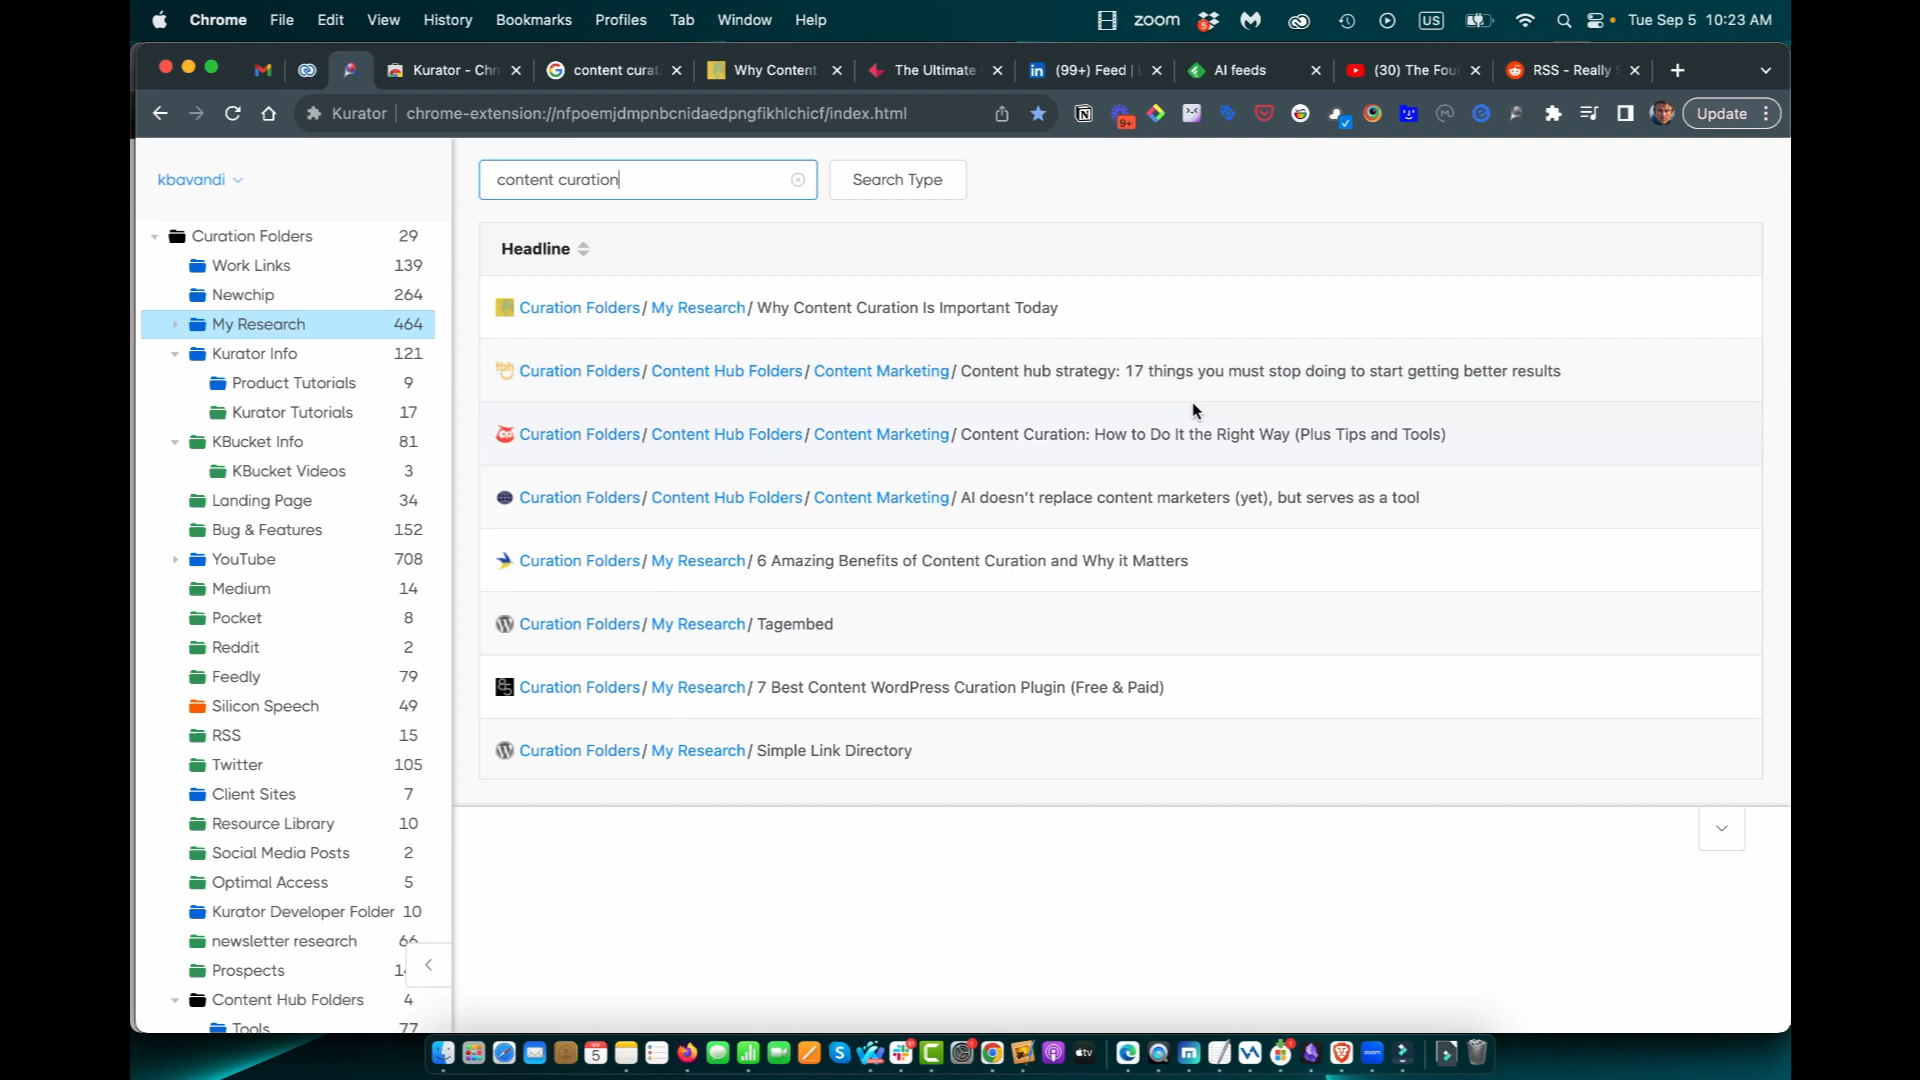 Chrome File Edit View History Bookmarks Profiles Tab Window Help zoom 5 US Tue Sep 5 10:23 AM
Kurator - Chr content curat Why Content The Ultimate (99+) Feed | AI feeds (30) The Fou RSS - Really S
Kurator chrome-extension://nfpoemjdmpnbcnidaedpngfikhlchicf/index.html 9+ Update
kbavandi
content curation Search Type
Curation Folders 29
Work Links 139
Newchip 264
My Research 464
Kurator Info 121
Product Tutorials 9
Kurator Tutorials 17
KBucket Info 81
KBucket Videos 3
Landing Page 34
Bug & Features 152
YouTube 708
Medium 14
Pocket 8
Reddit 2
Feedly 79
Silicon Speech 49
RSS 15
Twitter 105
Client Sites 7
Resource Library 10
Social Media Posts 2
Optimal Access 5
Kurator Developer Folder 10
newsletter research 66
Prospects
Content Hub Folders 4
Tools 77
Headline
Curation Folders / My Research / Why Content Curation Is Important Today
Curation Folders / Content Hub Folders / Content Marketing / Content hub strategy: 17 things you must stop doing to start getting better results
Curation Folders / Content Hub Folders / Content Marketing / Content Curation: How to Do It the Right Way (Plus Tips and Tools)
Curation Folders / Content Hub Folders / Content Marketing / AI doesn't replace content marketers (yet), but serves as a tool
Curation Folders / My Research / 6 Amazing Benefits of Content Curation and Why it Matters
Curation Folders / My Research / Tagembed
Curation Folders / My Research / 7 Best Content WordPress Curation Plugin (Free & Paid)
Curation Folders / My Research / Simple Link Directory